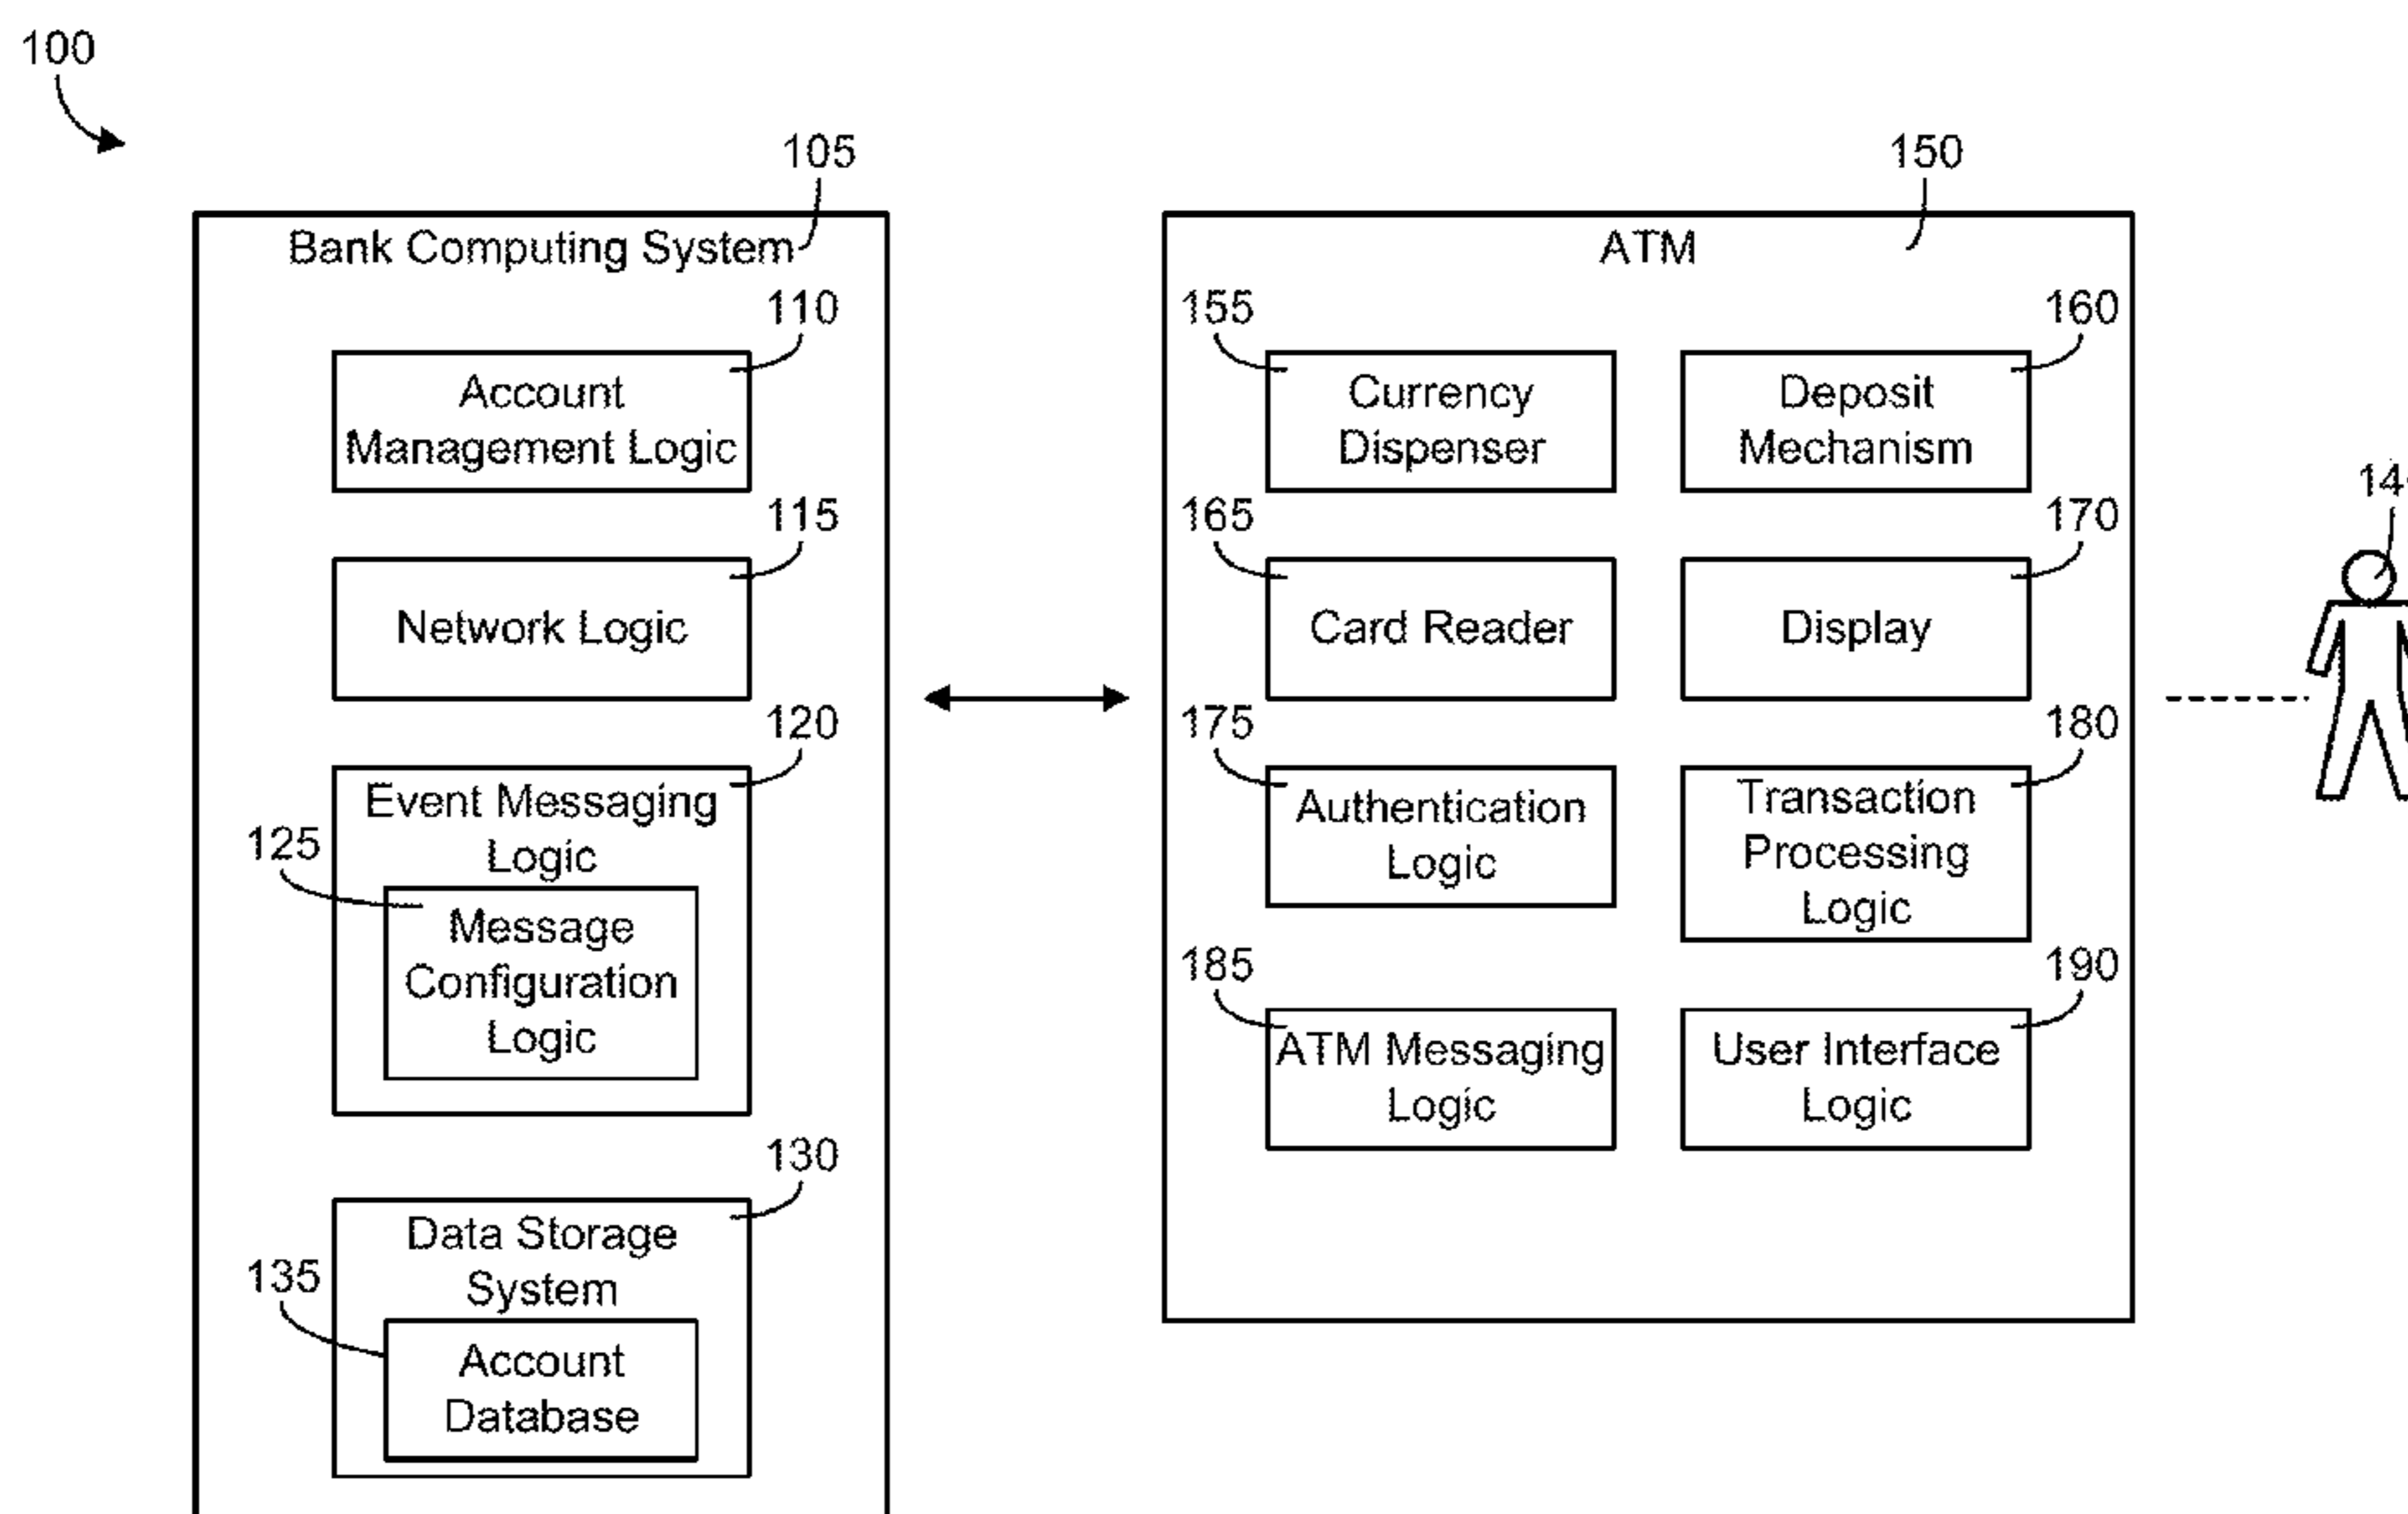 100
105
Bank Computing System
110
Account
Management Logic
115
Network Logic
120
Event Messaging
Logic
125
Message
Configuration
Logic
130
Data Storage
System
135
Account
Database
150
ATM
155
Currency
Dispenser
160
Deposit
Mechanism
165
Card Reader
170
Display
175
Authentication
Logic
180
Transaction
Processing
Logic
185
ATM Messaging
Logic
190
User Interface
Logic